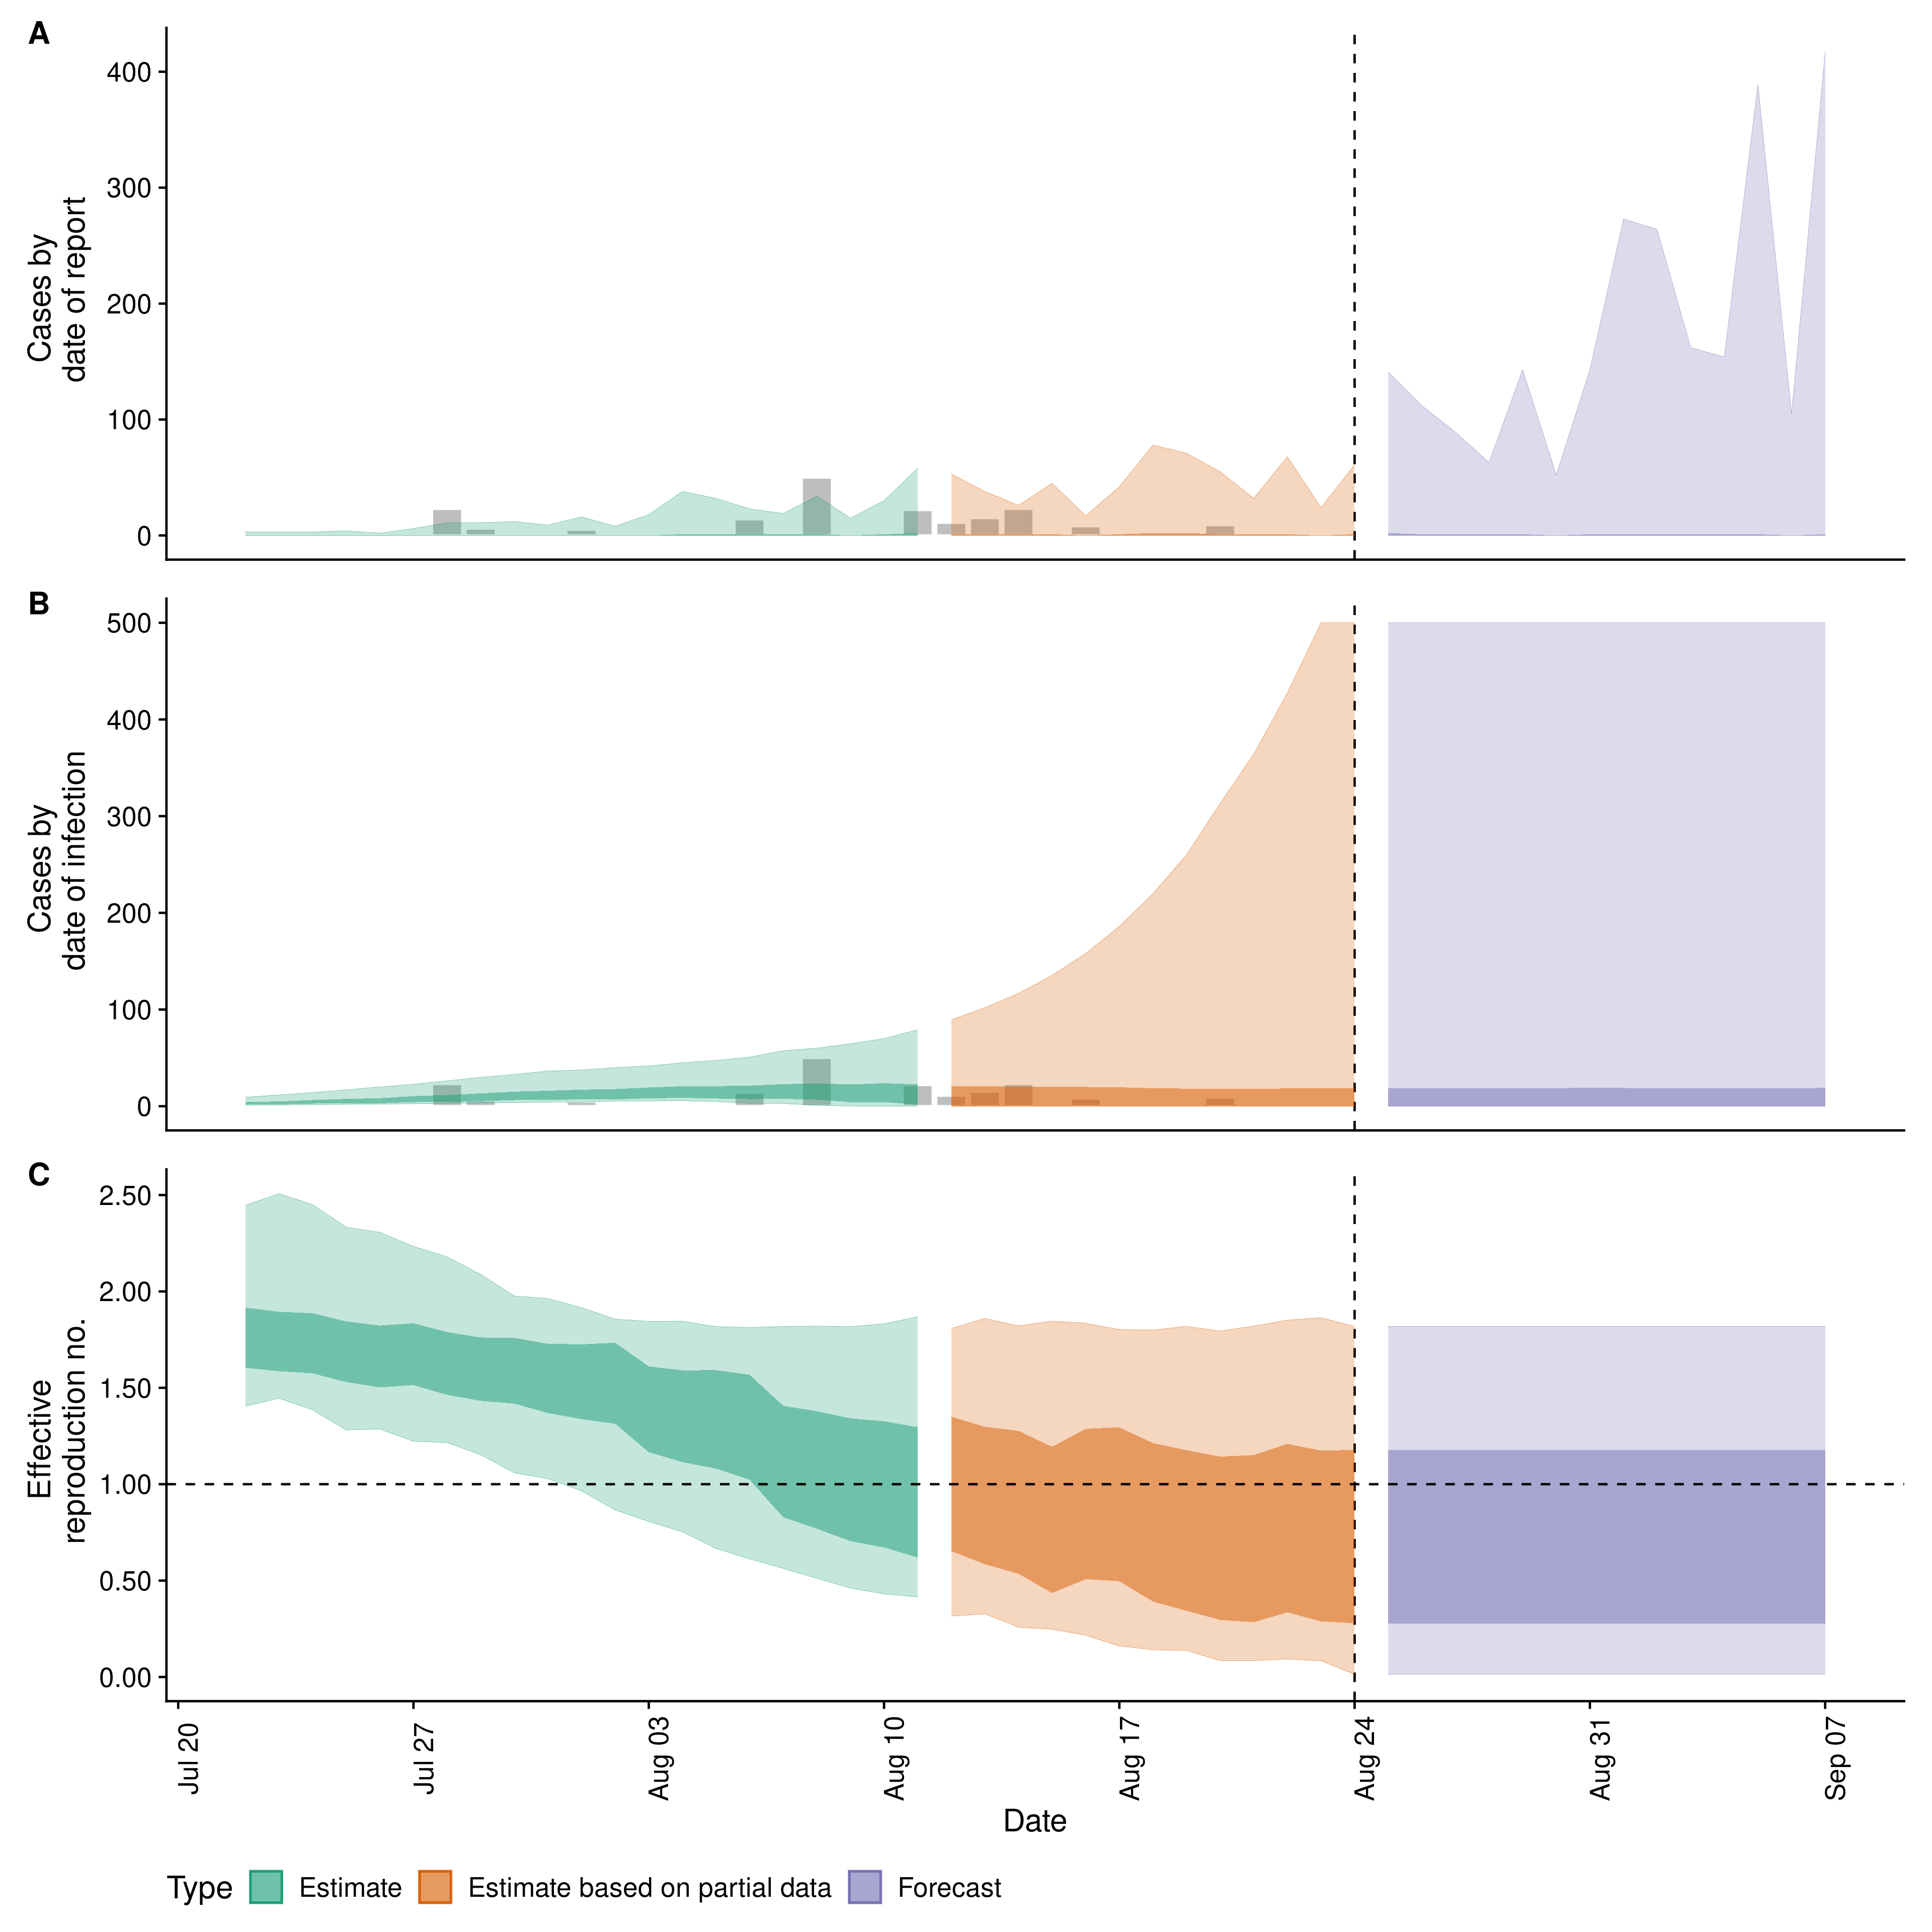 A
400
300
200
100
0
Cases by
date of report
B
500
400
300
200
100
0
Cases by
date of infection
C
2.50
2.00
1.50
1.00
0.50
0.00
Effective
reproduction no.
Jul 20
Jul 27
Aug 03
Aug 10
Aug 17
Aug 24
Aug 31
Sep 07
Date
Type
Estimate
Estimate based on partial data
Forecast